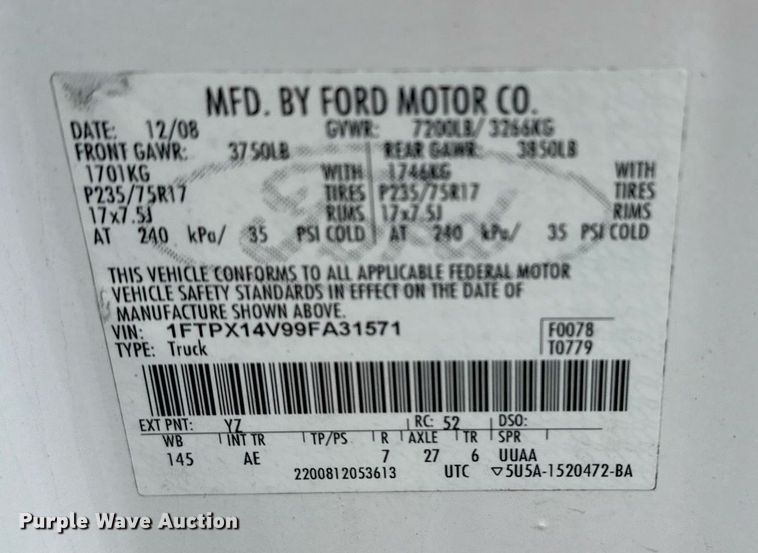 MFD. BY FORD MOTOR CO.
DATE: 12/08 GVWR: 7200LB/ 3266KG
FRONT GAWR: 3750LB REAR GAWR: 3850LB
1701KG WITH 1746KG WITH
P235/75R17 TIRES P235/75R17 TIRES
17x7.5J RIMS 17x7.5J RIMS
AT 240 kPa/ 35 PSI COLD AT 240 kPa/ 35 PSI COLD
THIS VEHICLE CONFORMS TO ALL APPLICABLE FEDERAL MOTOR
VEHICLE SAFETY STANDARDS IN EFFECT ON THE DATE OF
MANUFACTURE SHOWN ABOVE.
VIN: 1FTPX14V99FA31571 F0078
TYPE: Truck T0779
EXT PNT: YZ RC: 52 DSO:
WB INT TR TP/PS R AXLE TR SPR
145 AE 7 27 6 UUAA
2200812053613 UTC ▽5U5A-1520472-BA
Purple Wave Auction